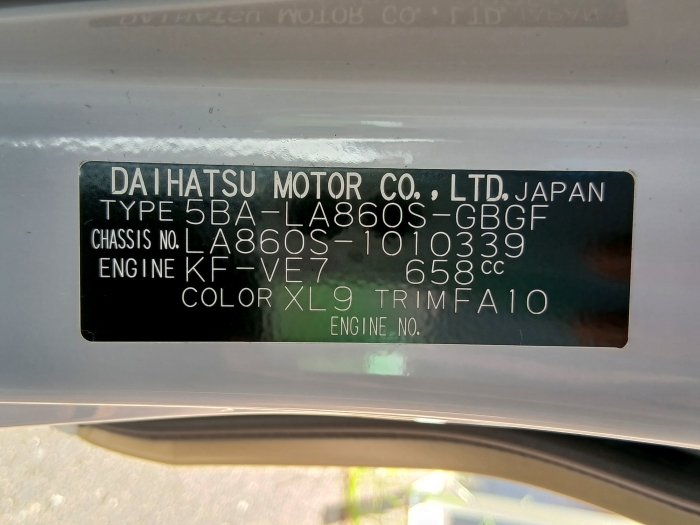 DAIHATSU MOTOR CO., LTD. JAPAN
TYPE 5BA-LA860S-GBGF
CHASSIS NO. LA860S-1010339
ENGINE KF-VE7 658cc
COLOR XL9 TRIM FA10
ENGINE NO.